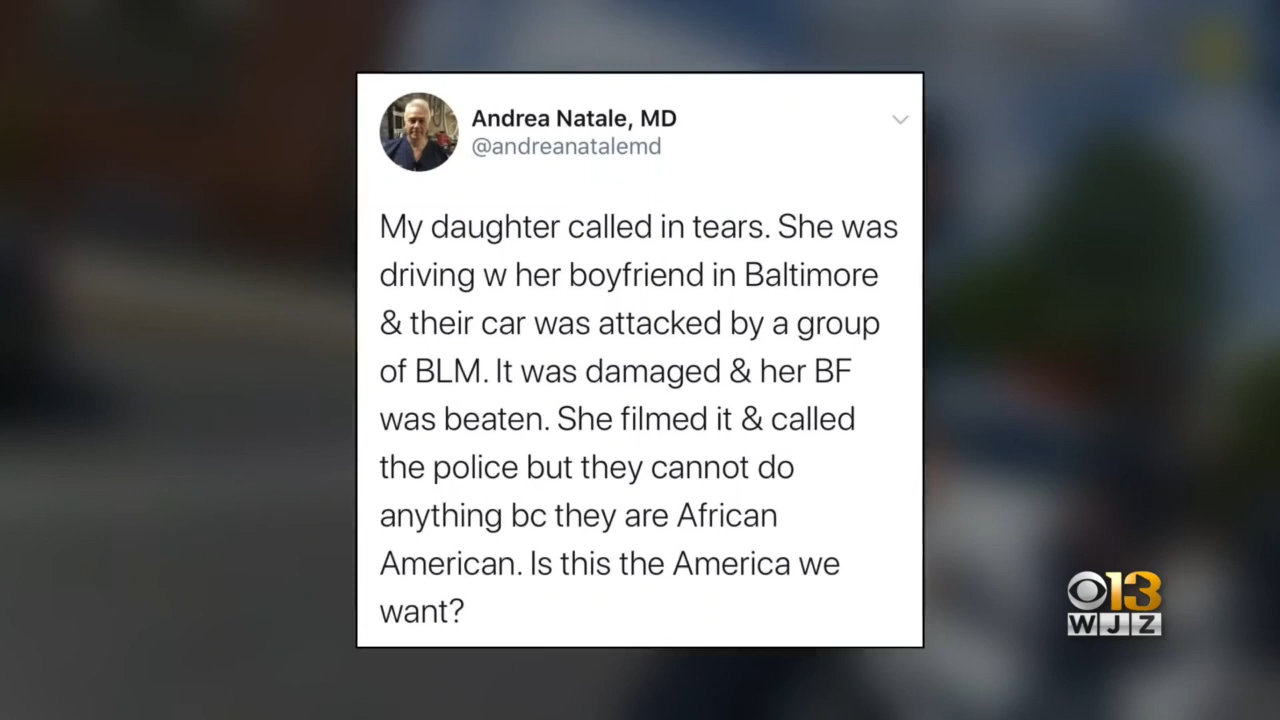 Andrea Natale, MD
@andreanatalemd
My daughter called in tears. She was
driving w her boyfriend in Baltimore
& their car was attacked by a group
of BLM. It was damaged & her BF
was beaten. She filmed it & called
the police but they cannot do
anything bc they are African
American. Is this the America we
want?
13
WJZ